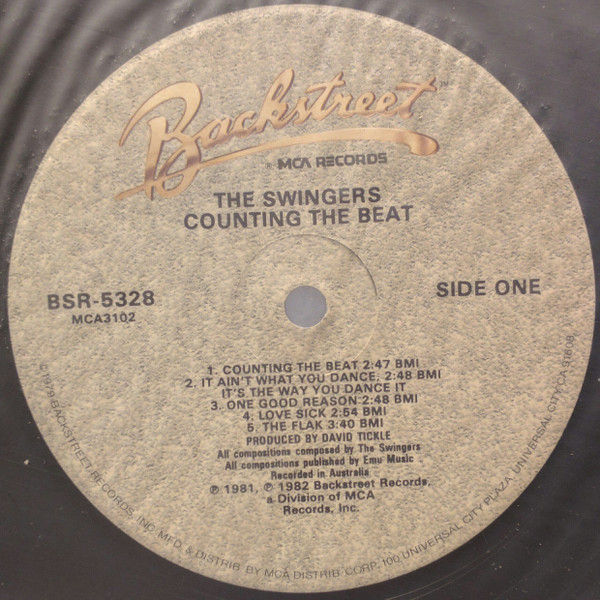 Backstreet™
® MCA RECORDS
THE SWINGERS
COUNTING THE BEAT
BSR-5328
MCA3102
SIDE ONE
1. COUNTING THE BEAT 2:47 BMI
2. IT AIN'T WHAT YOU DANCE, 2:48 BMI
IT'S THE WAY YOU DANCE IT
3. ONE GOOD REASON 2:48 BMI
4. LOVE SICK 2:54 BMI
5. THE FLAK 3:40 BMI
PRODUCED BY DAVID TICKLE
All compositions composed by The Swingers
All compositions published by Emu Music
Recorded in Australia
℗ 1981, ℗ 1982 Backstreet Records,
a Division of MCA
Records, Inc.
© 1979 BACKSTREET RECORDS, INC. MFD. & DISTRIB. BY MCA DISTRIB. CORP. 100 UNIVERSAL CITY PLAZA, UNIVERSAL CITY, CA 91608